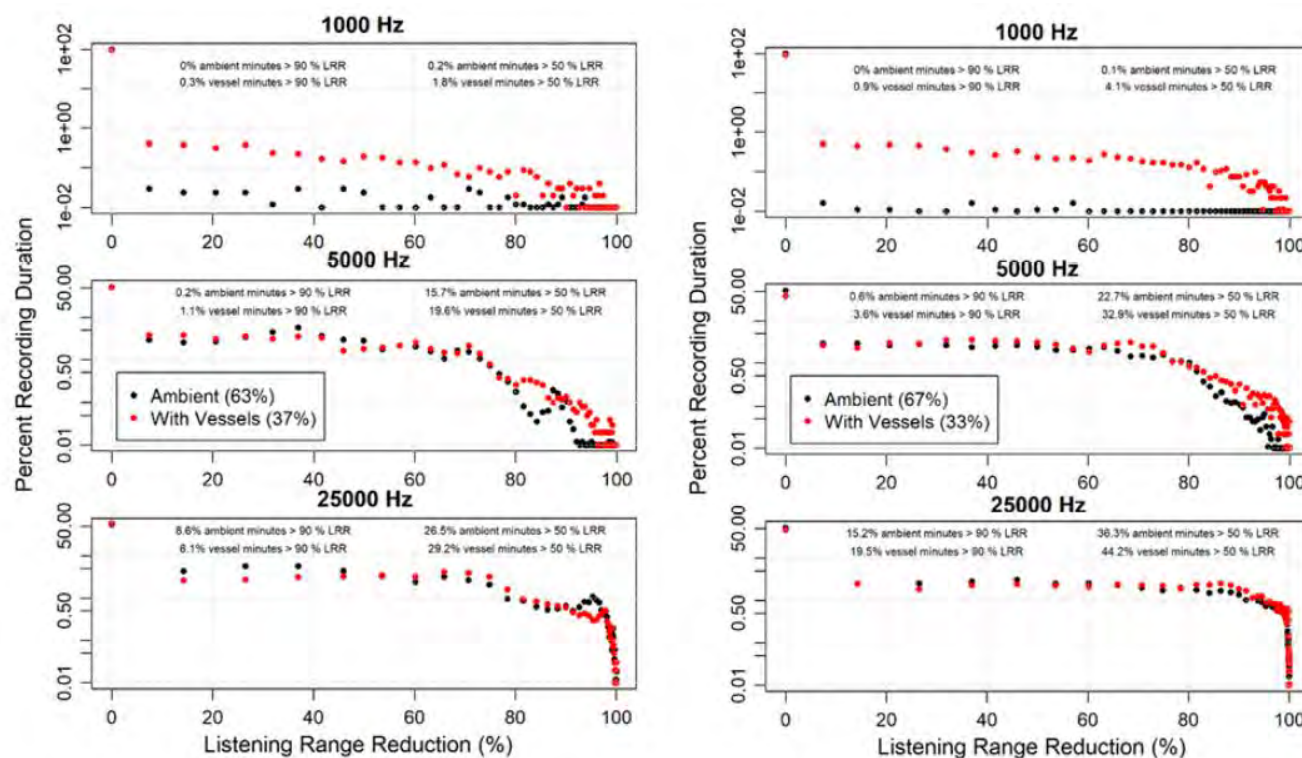 1000 Hz
0% ambient minutes > 90 % LRR
0.2% ambient minutes > 50 % LRR
0.3% vessel minutes > 90 % LRR
1.8% vessel minutes > 50 % LRR
1e+02
1e+00
1e-02
0 20 40 60 80 100
5000 Hz
0.2% ambient minutes > 90 % LRR
15.7% ambient minutes > 50 % LRR
1.1% vessel minutes > 90 % LRR
19.6% vessel minutes > 50 % LRR
50.00
0.50
0.01
Ambient (63%)
With Vessels (37%)
0 20 40 60 80 100
25000 Hz
6.6% ambient minutes > 90 % LRR
26.5% ambient minutes > 50 % LRR
6.1% vessel minutes > 90 % LRR
29.2% vessel minutes > 50 % LRR
50.00
0.50
0.01
0 20 40 60 80 100
Percent Recording Duration
Listening Range Reduction (%)
1000 Hz
0% ambient minutes > 90 % LRR
0.1% ambient minutes > 50 % LRR
0.9% vessel minutes > 90 % LRR
4.1% vessel minutes > 50 % LRR
1e+02
1e+00
1e-02
0 20 40 60 80 100
5000 Hz
0.6% ambient minutes > 90 % LRR
22.7% ambient minutes > 50 % LRR
3.6% vessel minutes > 90 % LRR
32.9% vessel minutes > 50 % LRR
50.00
0.50
0.01
Ambient (67%)
With Vessels (33%)
0 20 40 60 80 100
25000 Hz
15.2% ambient minutes > 90 % LRR
36.3% ambient minutes > 50 % LRR
19.5% vessel minutes > 90 % LRR
44.2% vessel minutes > 50 % LRR
50.00
0.50
0.01
0 20 40 60 80 100
Percent Recording Duration
Listening Range Reduction (%)